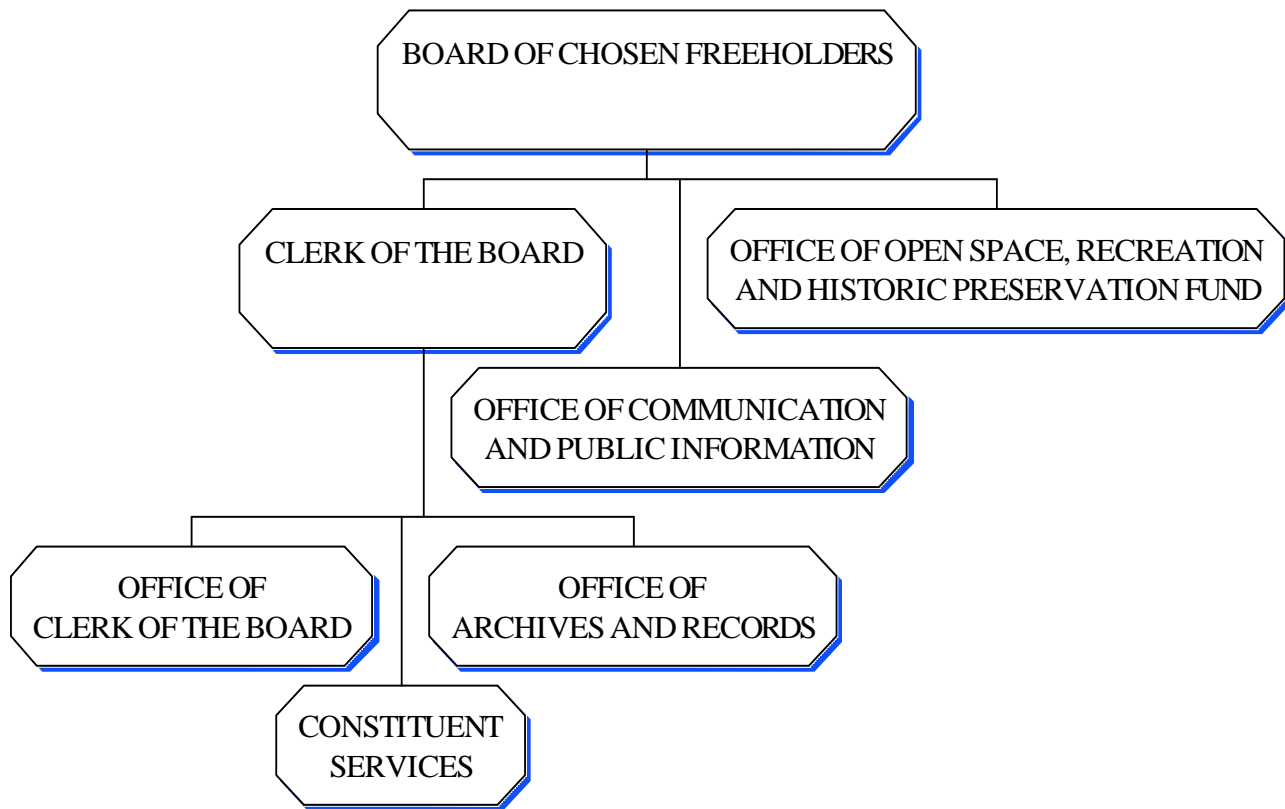 BOARD OF CHOSEN FREEHOLDERS
CLERK OF THE BOARD
OFFICE OF OPEN SPACE, RECREATION
AND HISTORIC PRESERVATION FUND
OFFICE OF COMMUNICATION
AND PUBLIC INFORMATION
OFFICE OF
CLERK OF THE BOARD
OFFICE OF
ARCHIVES AND RECORDS
CONSTITUENT
SERVICES